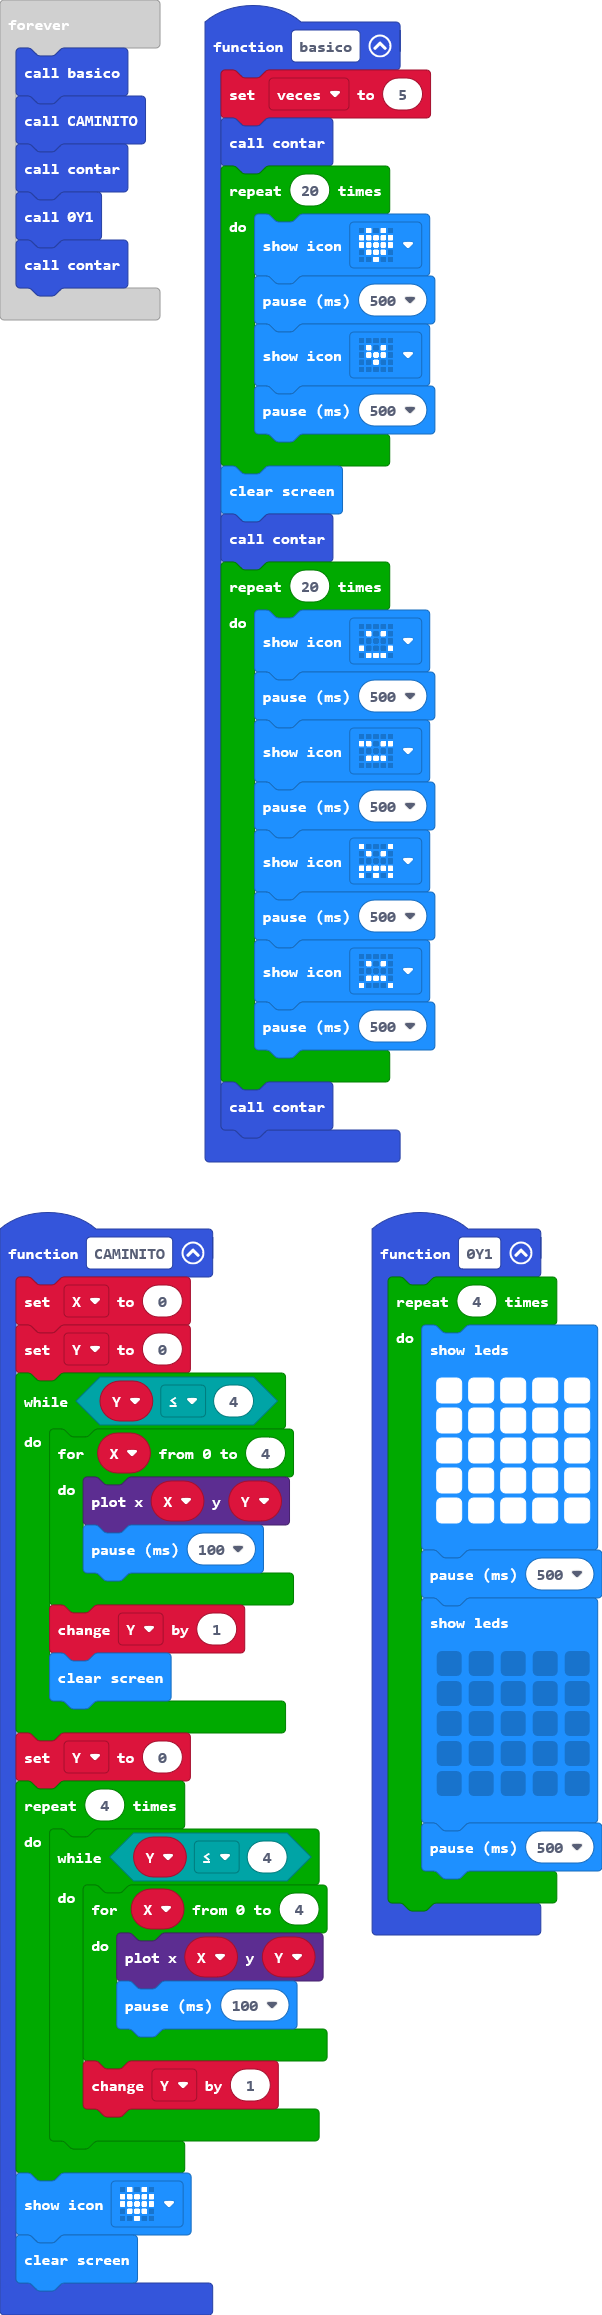 forever
call basico
call CAMINITO
call contar
call 0Y1
call contar
function basico
set veces to 5
call contar
repeat 20 times
do
show icon
pause (ms) 500
show icon
pause (ms) 500
clear screen
call contar
repeat 20 times
do
show icon
pause (ms) 500
show icon
pause (ms) 500
show icon
pause (ms) 500
show icon
pause (ms) 500
call contar
function CAMINITO
set X to 0
set Y to 0
while Y ≤ 4
do
for X from 0 to 4
do
plot x X y Y
pause (ms) 100
change Y by 1
clear screen
set Y to 0
repeat 4 times
do
while Y ≤ 4
do
for X from 0 to 4
do
plot x X y Y
pause (ms) 100
change Y by 1
show icon
clear screen
function 0Y1
repeat 4 times
do
show leds
pause (ms) 500
show leds
pause (ms) 500